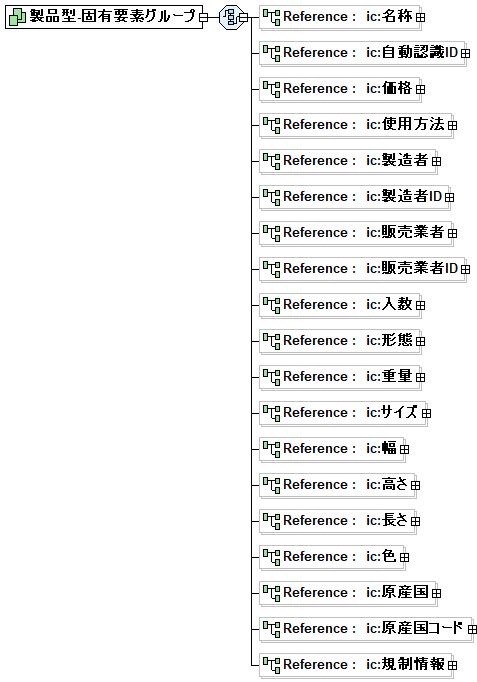 製品型-固有要素グループ
Reference : ic:名称
Reference : ic:自動認識ID
Reference : ic:価格
Reference : ic:使用方法
Reference : ic:製造者
Reference : ic:製造者ID
Reference : ic:販売業者
Reference : ic:販売業者ID
Reference : ic:入数
Reference : ic:形態
Reference : ic:重量
Reference : ic:サイズ
Reference : ic:幅
Reference : ic:高さ
Reference : ic:長さ
Reference : ic:色
Reference : ic:原産国
Reference : ic:原産国コード
Reference : ic:規制情報